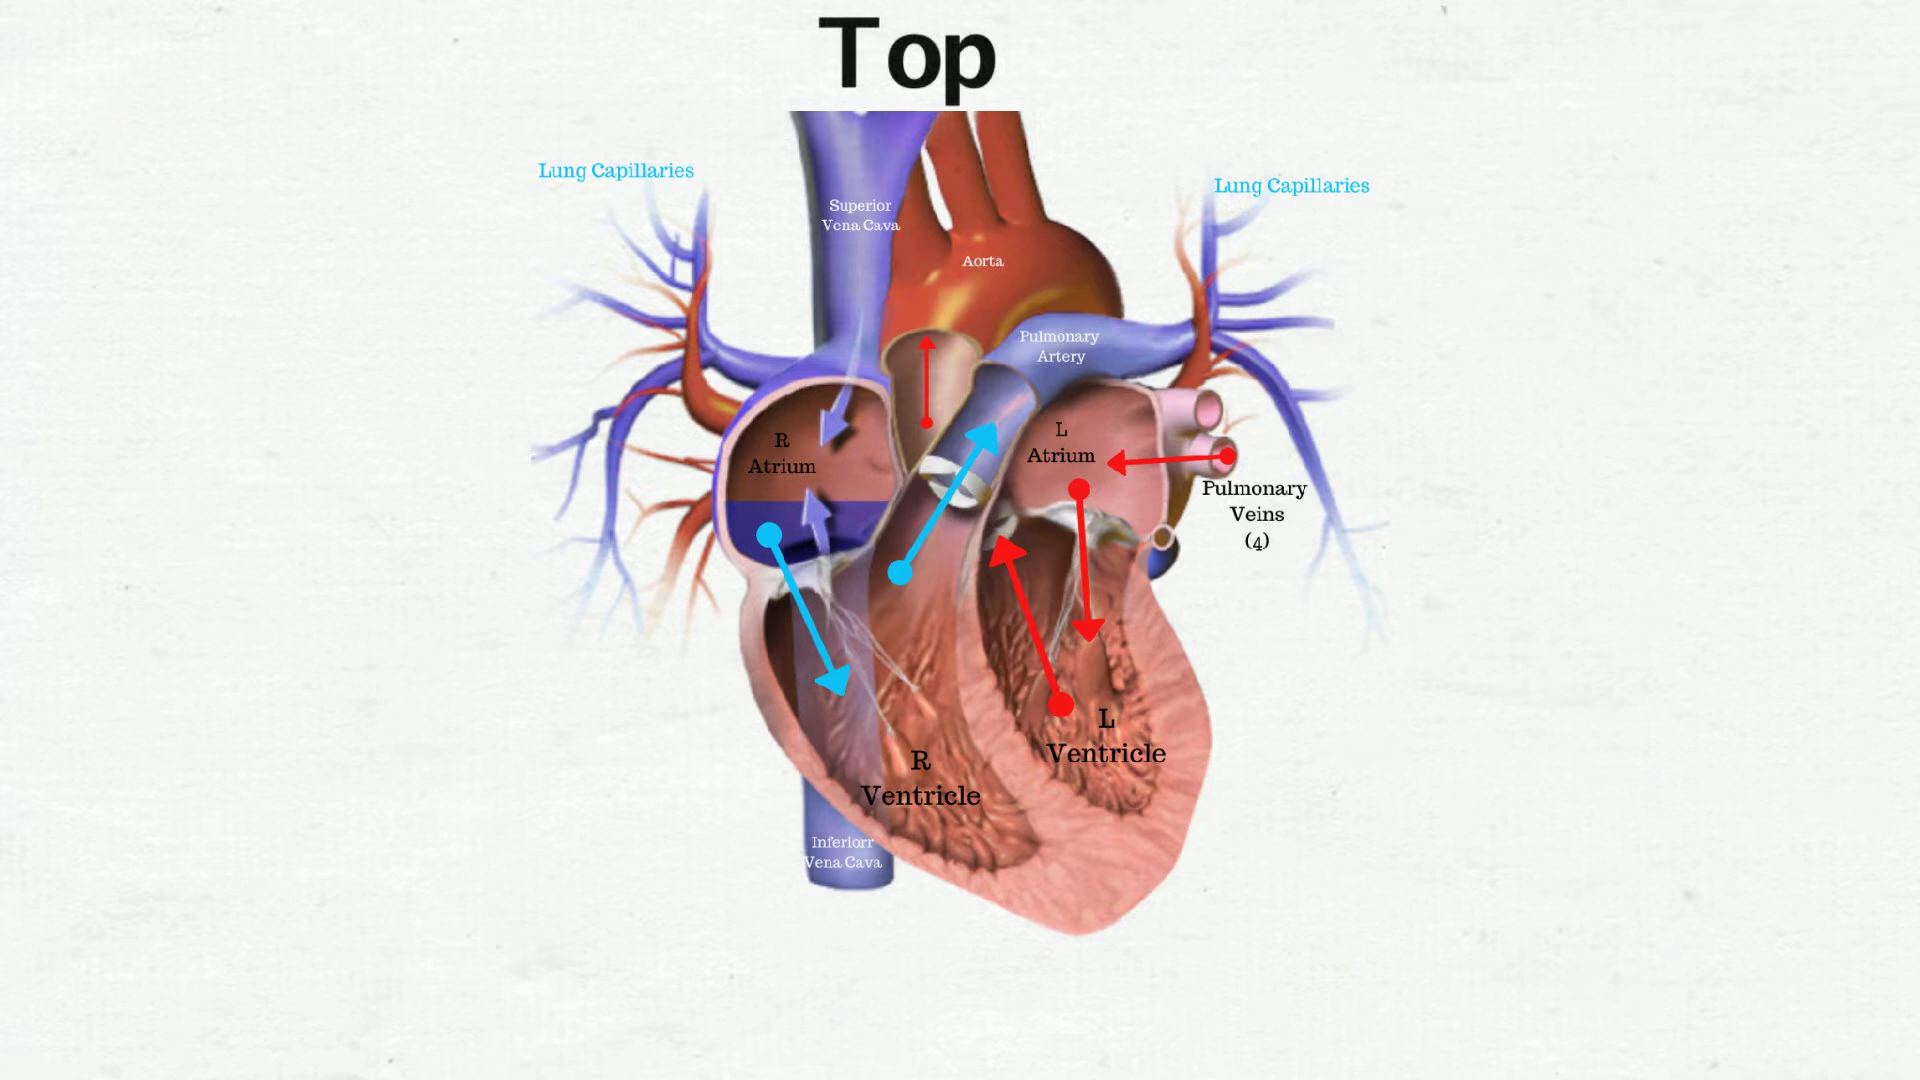 Top
Lung Capillaries
Lung Capillaries
Superior
Vena Cava
Aorta
Pulmonary
Artery
R
Atrium
L
Atrium
Pulmonary
Veins
(4)
L
Ventricle
R
Ventricle
Inferiorr
Vena Cava